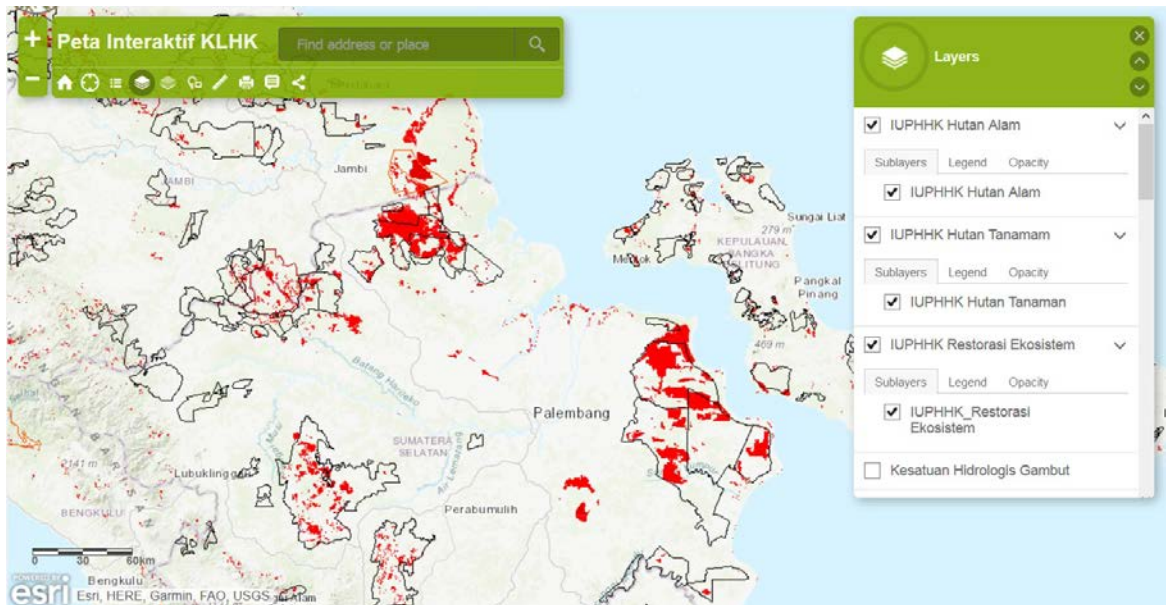 Peta Interaktif KLHK
Find address or place
Layers
IUPHHK Hutan Alam
Sublayers Legend Opacity
IUPHHK Hutan Alam
IUPHHK Hutan Tanamam
Sublayers Legend Opacity
IUPHHK Hutan Tanaman
IUPHHK Restorasi Ekosistem
Sublayers Legend Opacity
IUPHHK_Restorasi
Ekosistem
Kesatuan Hidrologis Gambut
Jambi
JAMBI
Sungai Liat
279 m
KEPULAUAN
BANGKA
BELITUNG
Pangkal
Pinang
469 m
Palembang
SUMATERA
SELATAN
Lubuklinggau
2141 m
BENGKULU
Perabumulih
0 30 60km
Bengkulu
POWERED BY
esri
Esri, HERE, Garmin, FAO, USGS